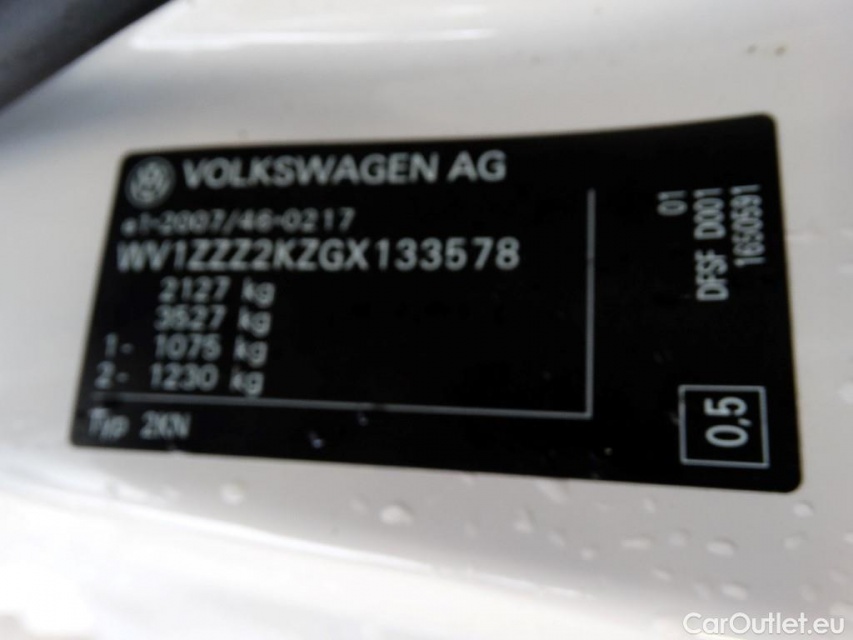 VOLKSWAGEN AG
e1-2007/46-0217
WV1ZZZ2KZGX133578
2127 kg
3527 kg
1- 1075 kg
2- 1230 kg
Typ 2KN
01
DFSF D001
1650591
0,5
CarOutlet.eu